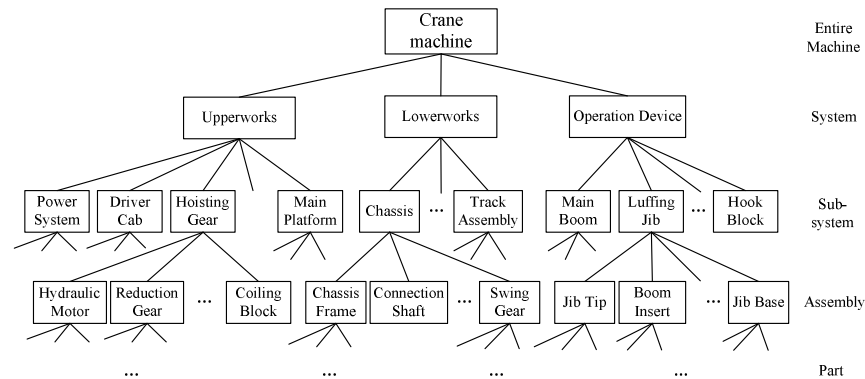 Crane
machine
Entire
Machine
Upperworks
Lowerworks
Operation Device
System
Power
System
Driver
Cab
Hoisting
Gear
Main
Platform
Chassis
...
Track
Assembly
Main
Boom
Luffing
Jib
...
Hook
Block
Sub-
system
Hydraulic
Motor
Reduction
Gear
...
Coiling
Block
Chassis
Frame
Connection
Shaft
...
Swing
Gear
Jib Tip
Boom
Insert
...
Jib Base
Assembly
... ... ... ... Part